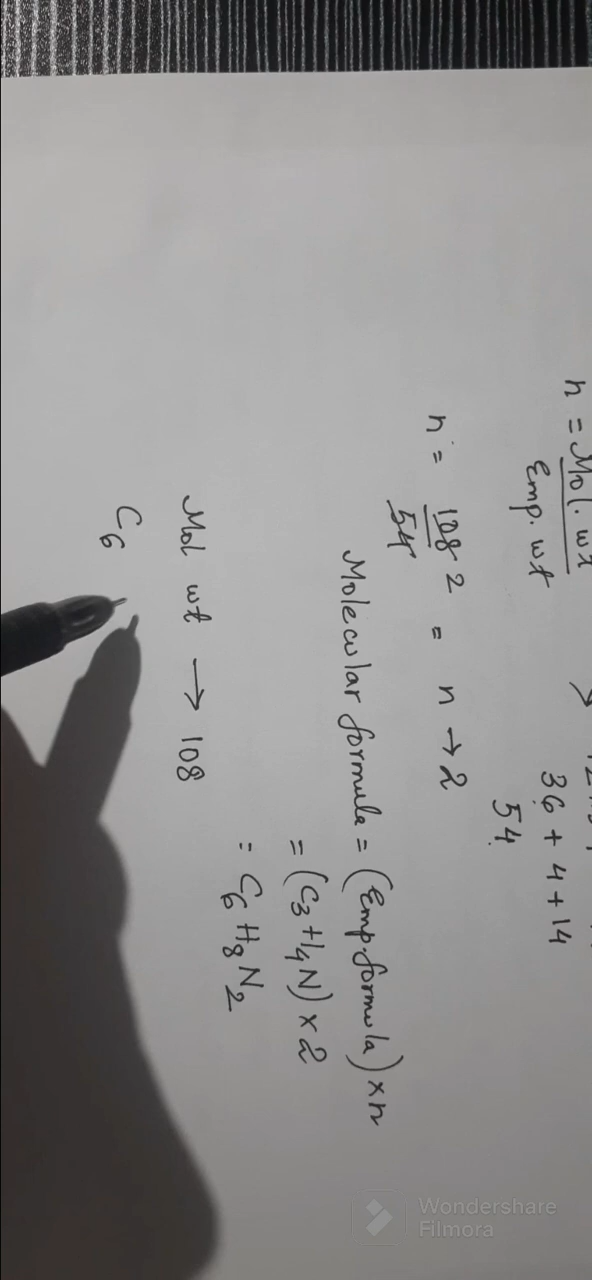 n = Mol. wt
Emp. wt
36 + 4 + 14
54
n = 108 2 = n → 2
54
Molecular formula = (Emp.formula) × n
= (C3H4N) × 2
= C6H8N2
Mol wt → 108
C6
Wondershare
Filmora